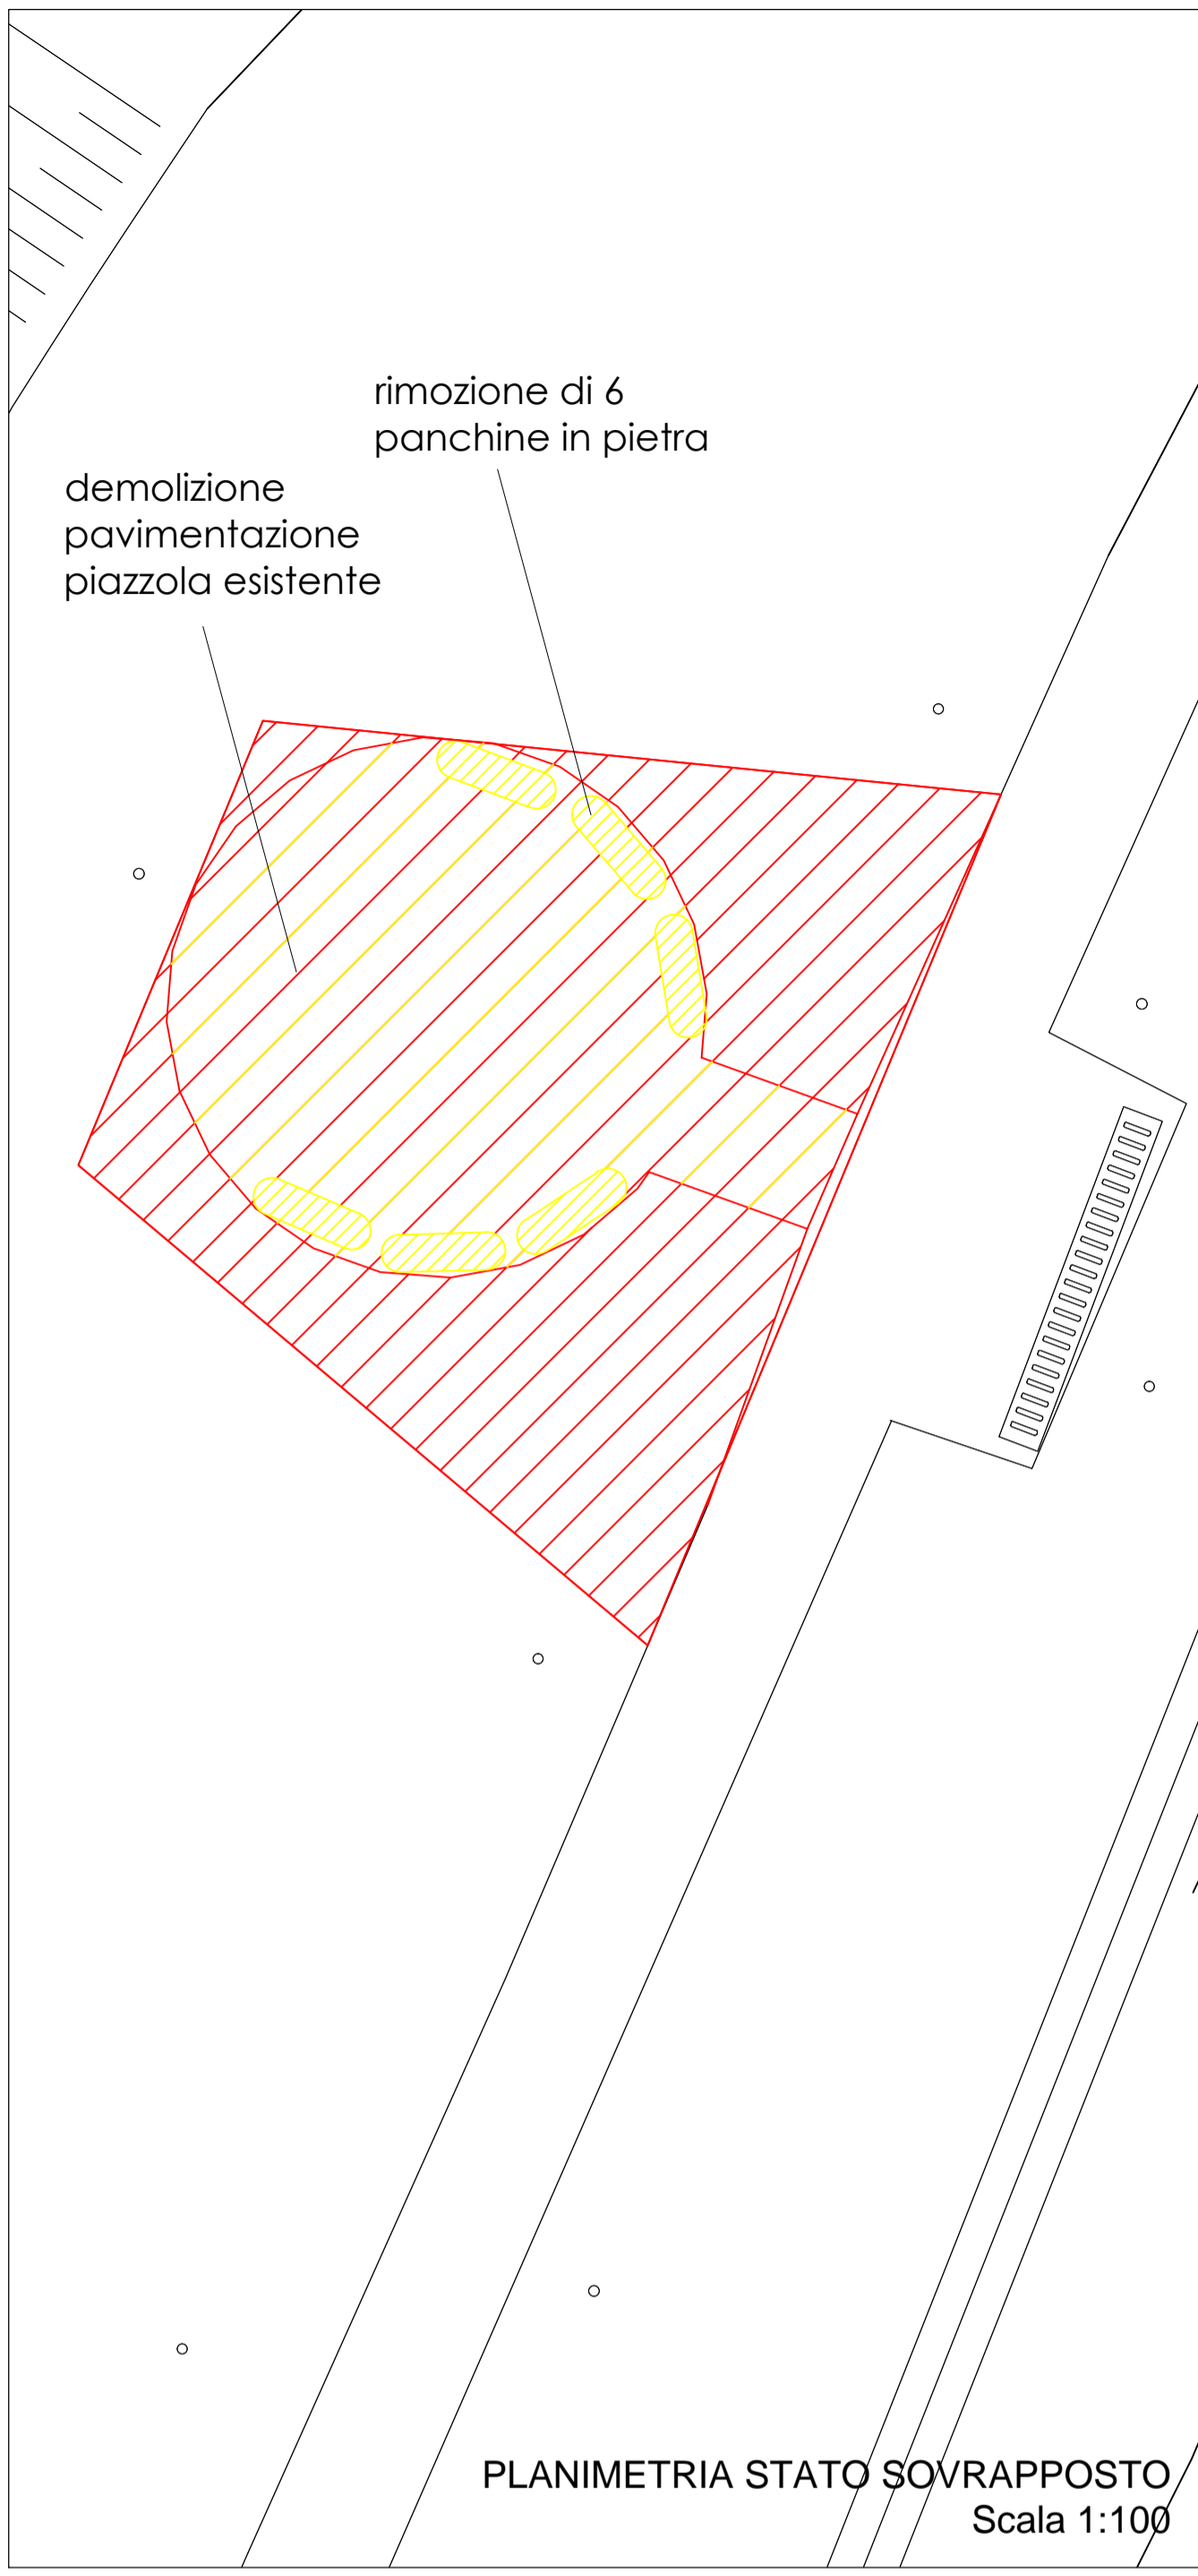 rimozione di 6
panchine in pietra
demolizione
pavimentazione
piazzola esistente
PLANIMETRIA STATO SOVRAPPOSTO
Scala 1:100